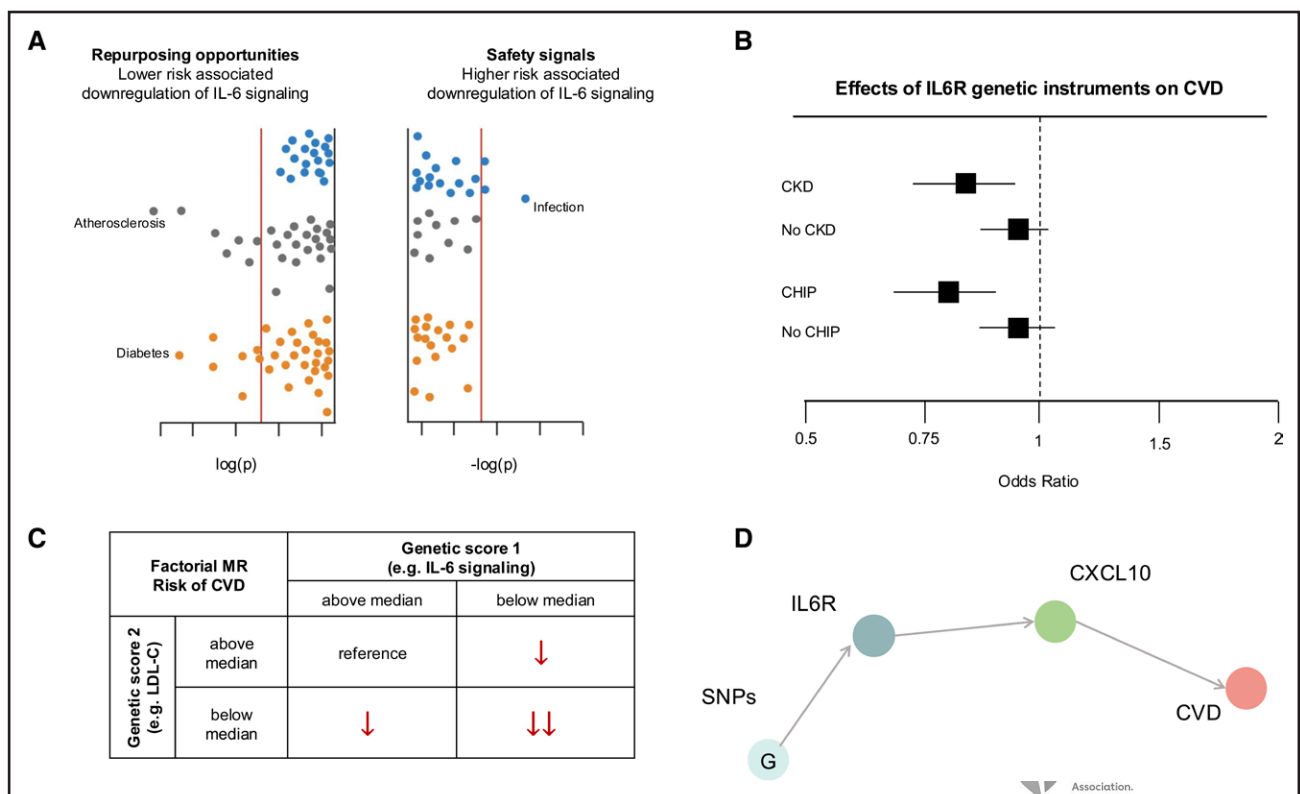 A
Repurposing opportunities
Lower risk associated
downregulation of IL-6 signaling
Safety signals
Higher risk associated
downregulation of IL-6 signaling
Infection
Atherosclerosis
Diabetes
log(p)
-log(p)
B
Effects of IL6R genetic instruments on CVD
CKD
No CKD
CHIP
No CHIP
0.5 0.75 1 1.5 2
Odds Ratio
C
Factorial MR
Risk of CVD
Genetic score 1
(e.g. IL-6 signaling)
above median below median
Genetic score 2
(e.g. LDL-C)
above
median
reference
↓
below
median
↓
↓↓
D
CXCL10
IL6R
SNPs
CVD
G
Association.